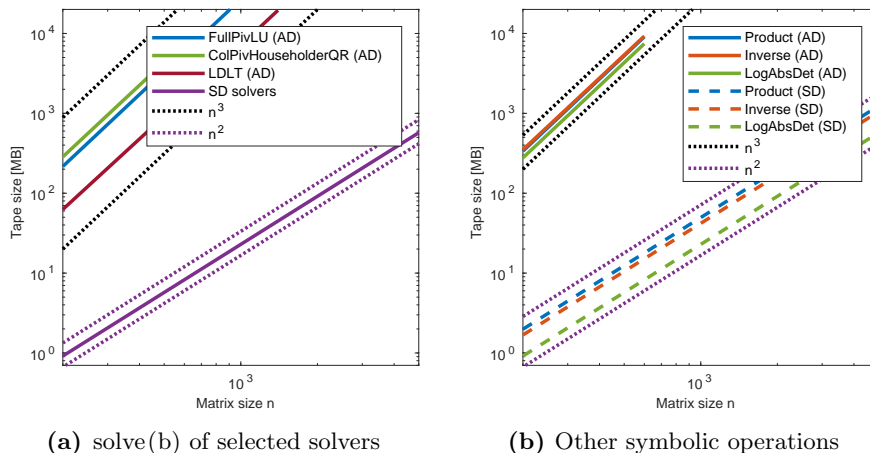 10^4
10^3
10^2
10^1
10^0
Tape size [MB]
FullPivLU (AD)
ColPivHouseholderQR (AD)
LDLT (AD)
SD solvers
n^3
n^2
10^3
Matrix size n
(a) solve(b) of selected solvers
10^4
10^3
10^2
10^1
10^0
Tape size [MB]
Product (AD)
Inverse (AD)
LogAbsDet (AD)
Product (SD)
Inverse (SD)
LogAbsDet (SD)
n^3
n^2
10^3
Matrix size n
(b) Other symbolic operations